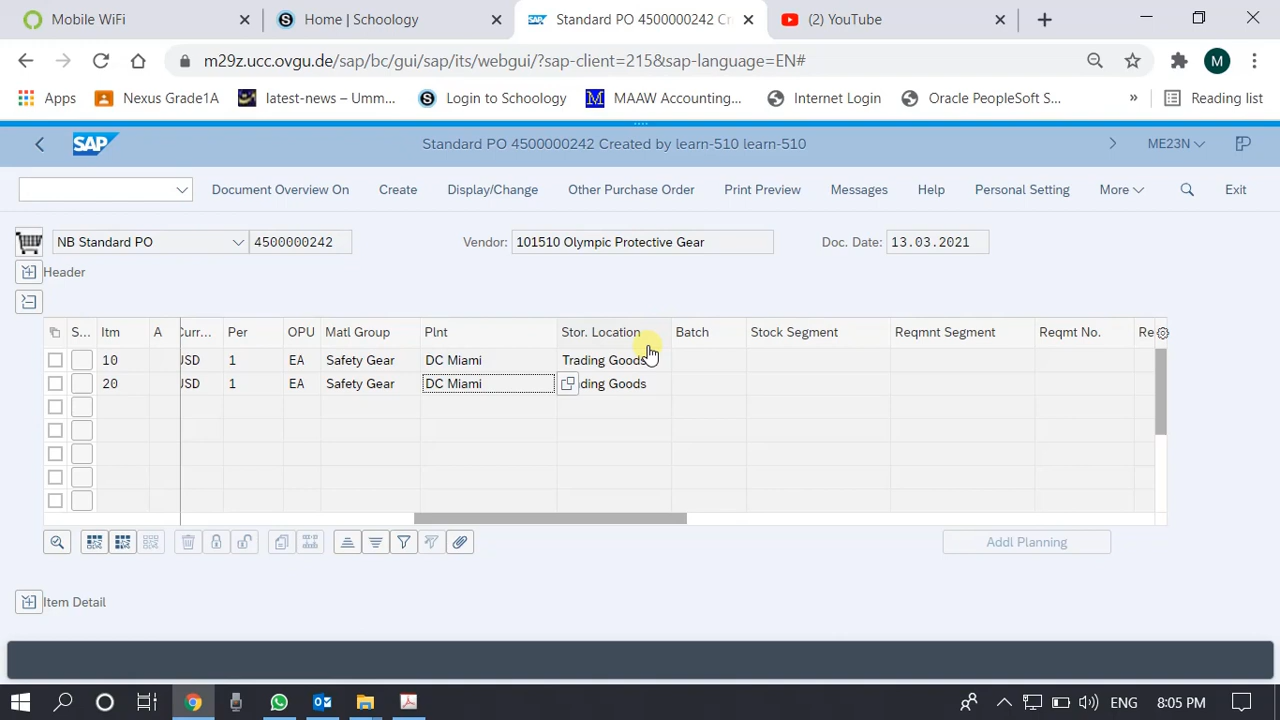 Mobile WiFi
Home | Schoology
Standard PO 4500000242 Cr
(2) YouTube
m29z.ucc.ovgu.de/sap/bc/gui/sap/its/webgui/?sap-client=215&sap-language=EN#
M
Apps
Nexus Grade1A
latest-news – Umm...
Login to Schoology
MAAW Accounting...
Internet Login
Oracle PeopleSoft S...
»
Reading list
SAP
Standard PO 4500000242 Created by learn-510 learn-510
ME23N
Document Overview On
Create
Display/Change
Other Purchase Order
Print Preview
Messages
Help
Personal Setting
More
Exit
NB Standard PO
4500000242
Vendor:
101510 Olympic Protective Gear
Doc. Date:
13.03.2021
Header
S... Itm A Curr... Per OPU Matl Group Plnt Stor. Location Batch Stock Segment Reqmnt Segment Reqmt No. Re
10 USD 1 EA Safety Gear DC Miami Trading Goods
20 USD 1 EA Safety Gear DC Miami ding Goods
Addl Planning
Item Detail
ENG
8:05 PM